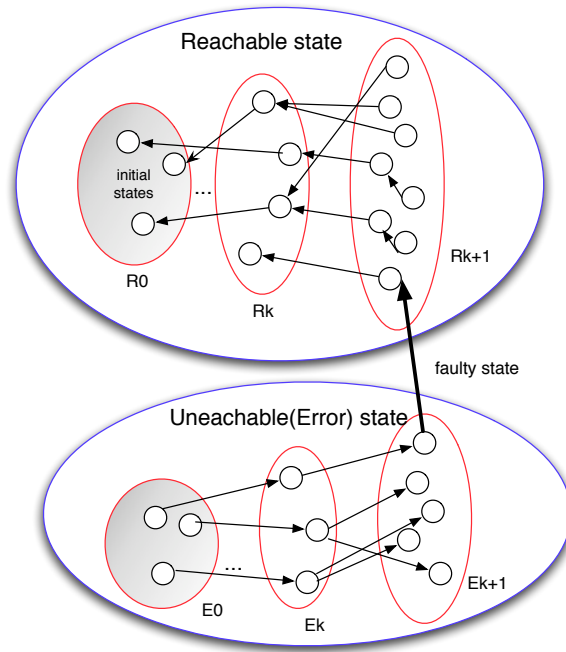 Reachable state
initial
states
...
R0
Rk
Rk+1
faulty state
Uneachable(Error) state
...
E0
Ek
Ek+1